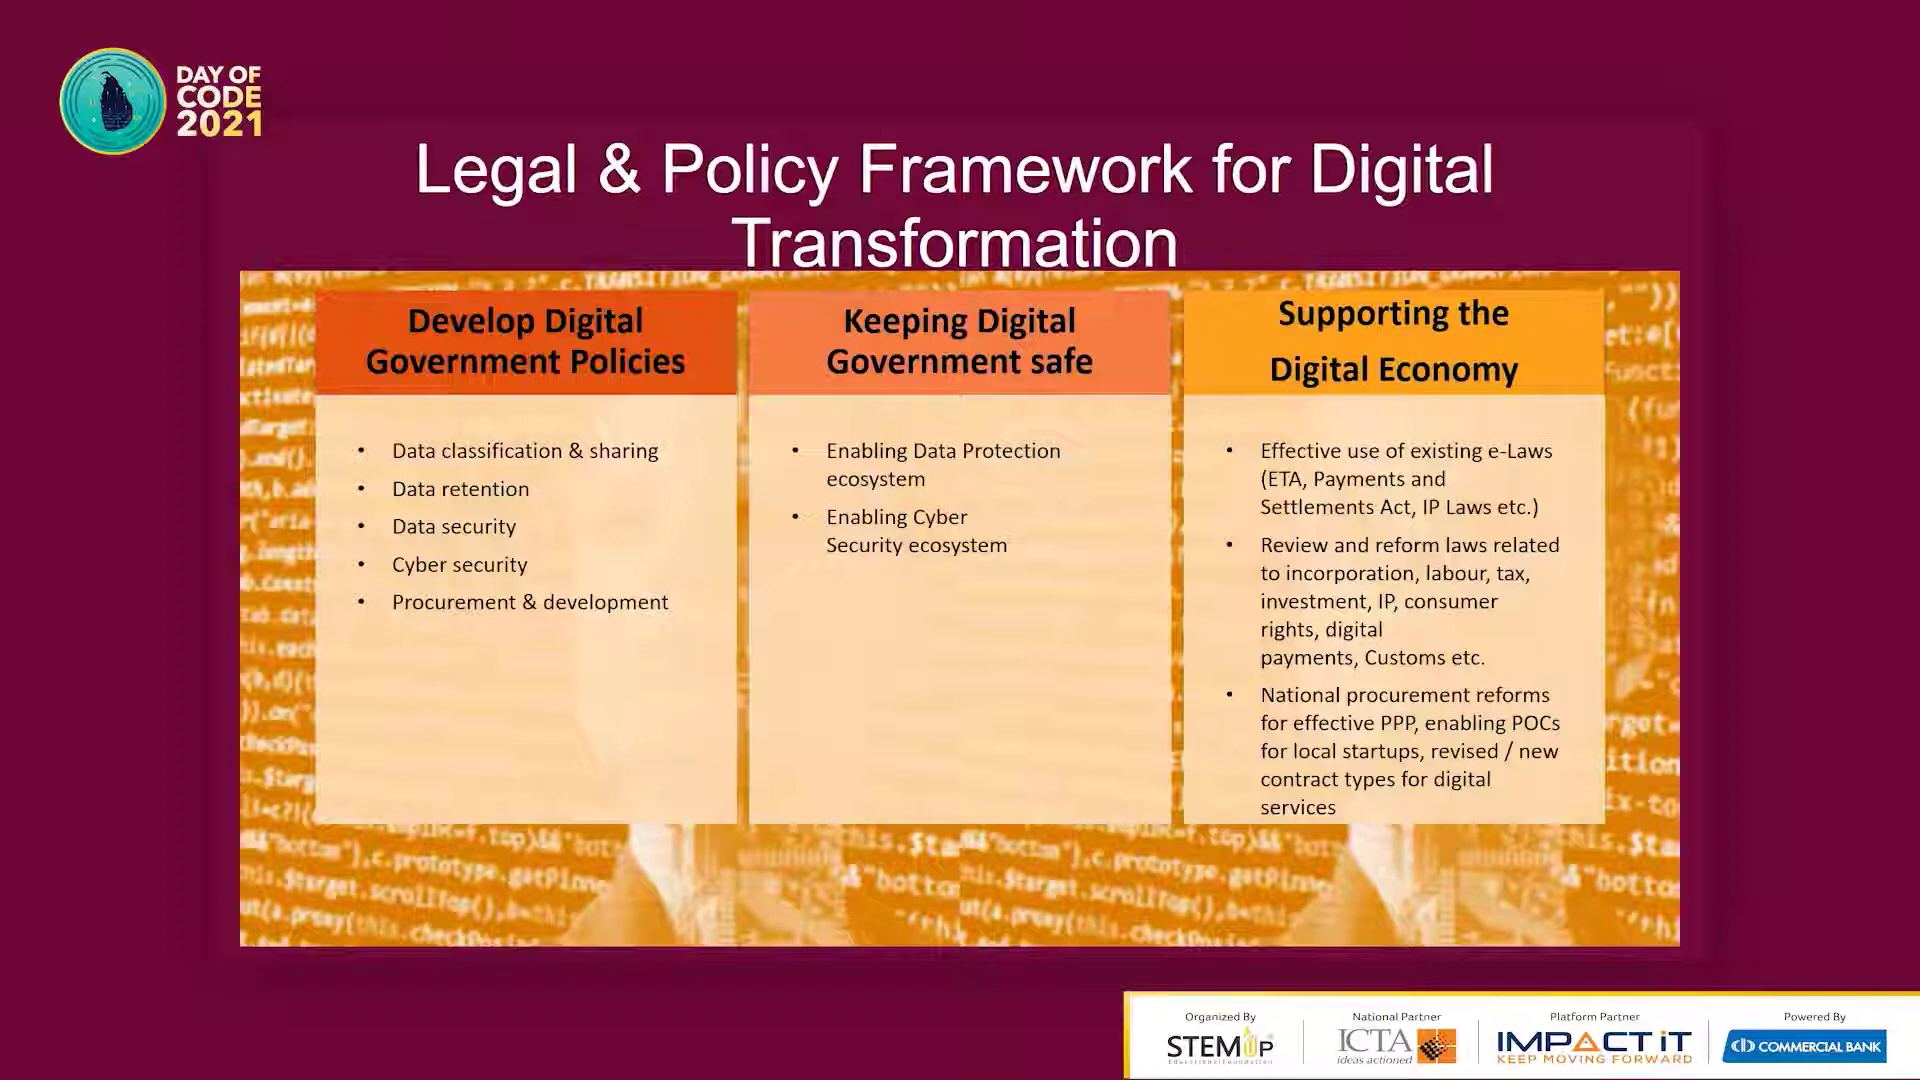 DAY OF
CODE
2021
Legal & Policy Framework for Digital
Transformation
Develop Digital
Government Policies
• Data classification & sharing
• Data retention
• Data security
• Cyber security
• Procurement & development
Keeping Digital
Government safe
• Enabling Data Protection
ecosystem
• Enabling Cyber
Security ecosystem
Supporting the
Digital Economy
• Effective use of existing e-Laws
(ETA, Payments and
Settlements Act, IP Laws etc.)
• Review and reform laws related
to incorporation, labour, tax,
investment, IP, consumer
rights, digital
payments, Customs etc.
• National procurement reforms
for effective PPP, enabling POCs
for local startups, revised / new
contract types for digital
services
Organized By
STEMUP
Educational Foundation
National Partner
ICTA
ideas actioned
Platform Partner
IMPACT iT
KEEP MOVING FORWARD
Powered By
COMMERCIAL BANK